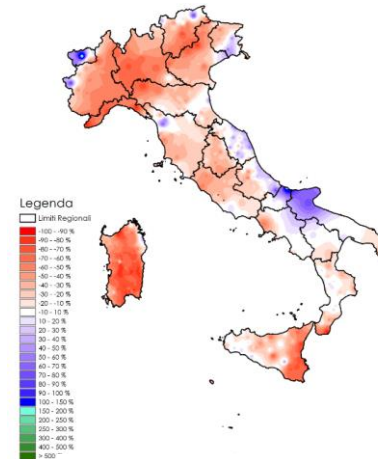 Legenda
Limiti Regionali
-100 - -90 %
-90 - -80 %
-80 - -70 %
-70 - -60 %
-60 - -50 %
-50 - -40 %
-40 - -30 %
-30 - -20 %
-20 - -10 %
-10 - 10 %
10 - 20 %
20 - 30 %
30 - 40 %
40 - 50 %
50 - 60 %
60 - 70 %
70 - 80 %
80 - 90 %
90 - 100 %
100 - 150 %
150 - 200 %
200 - 250 %
250 - 300 %
300 - 400 %
400 - 500 %
> 500